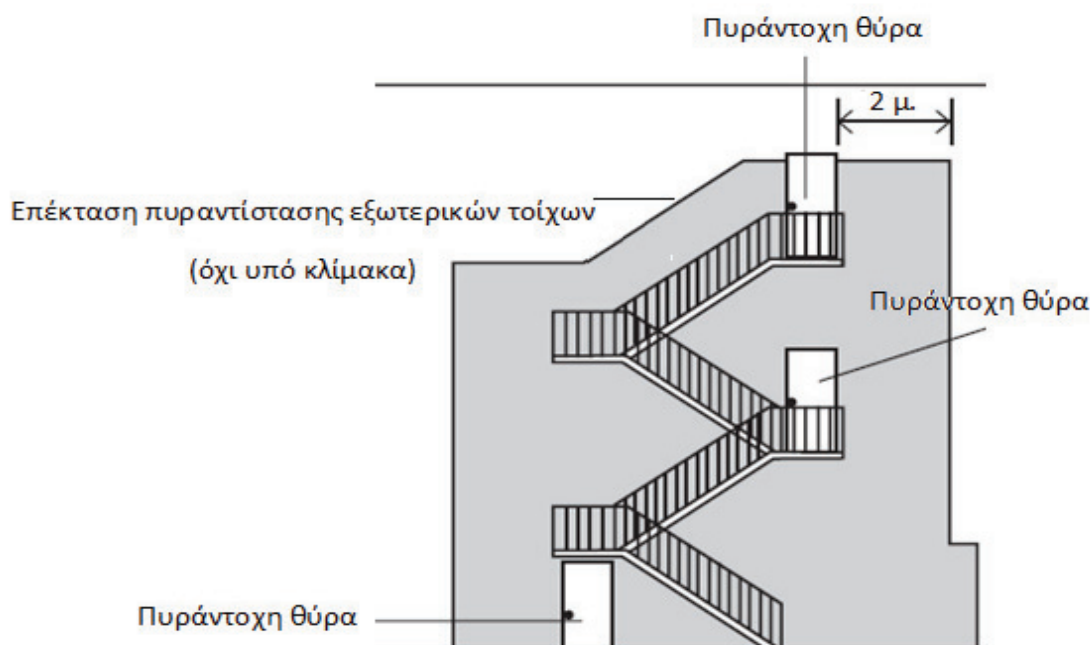 Πυράντοχη θύρα
2 μ.
Επέκταση πυραντίστασης εξωτερικών τοίχων
(όχι υπό κλίμακα)
Πυράντοχη θύρα
Πυράντοχη θύρα